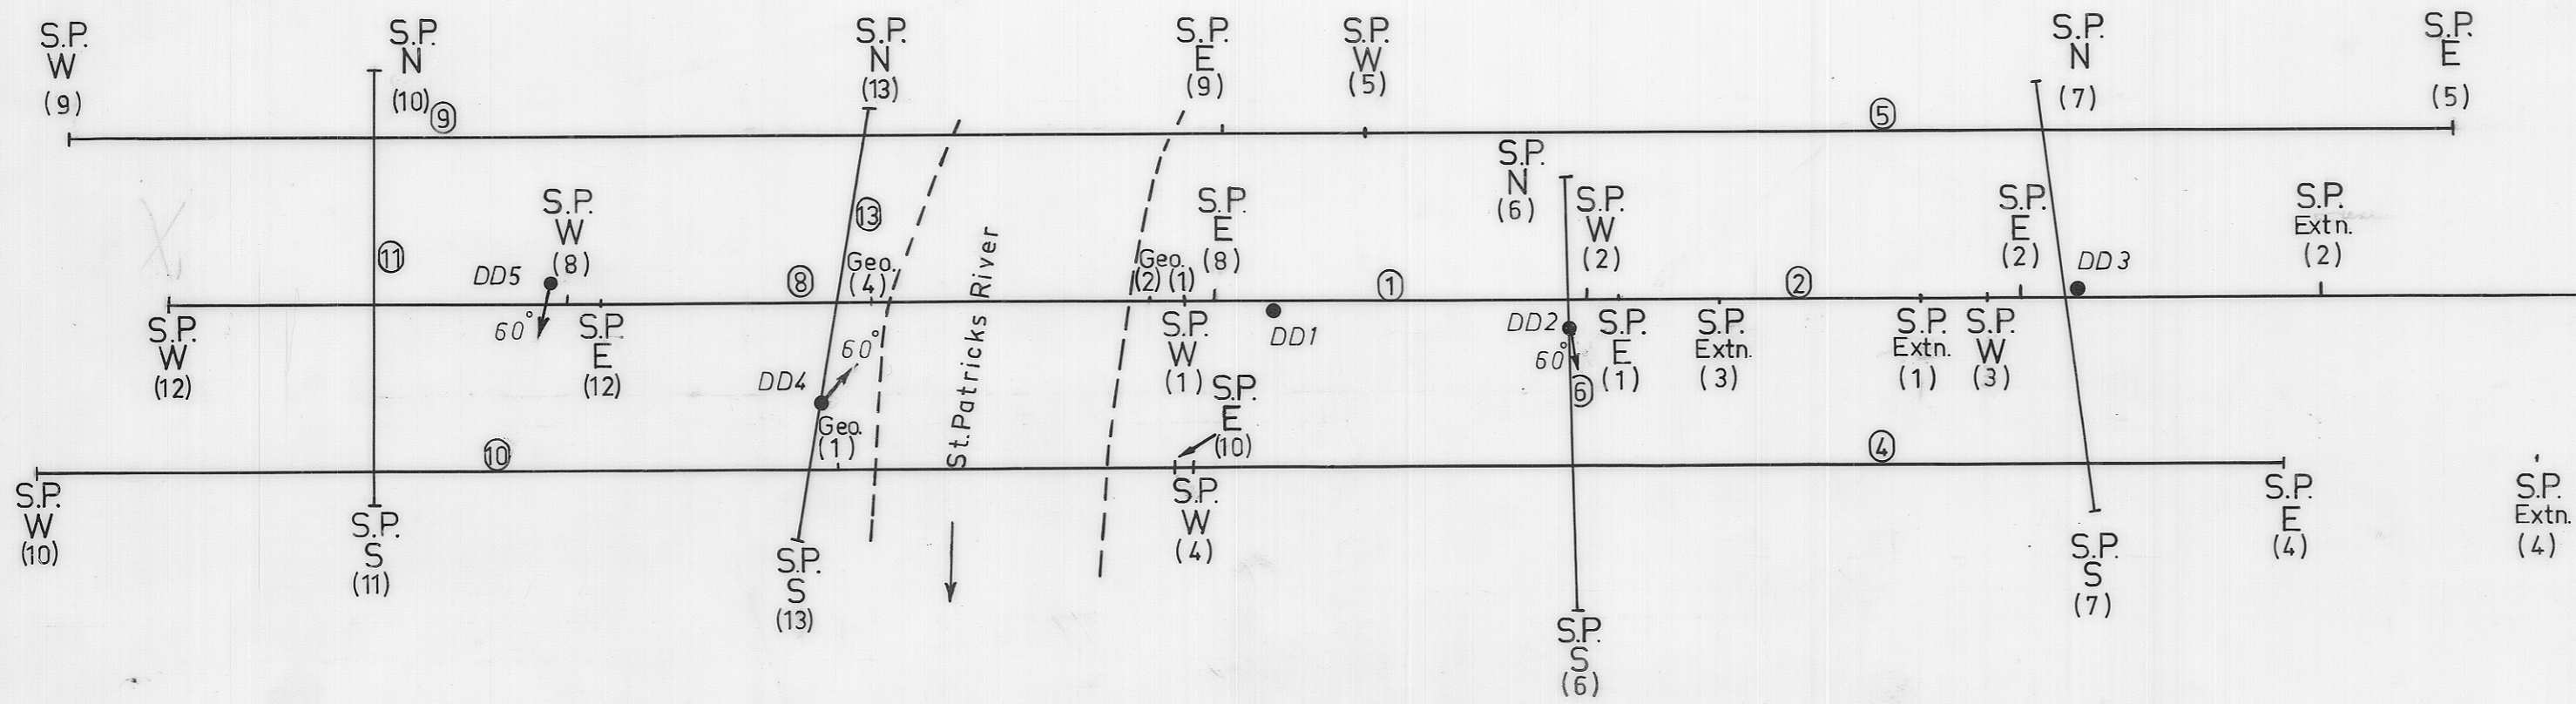 S.P.
W
(9)
S.P.
N
(10)
S.P.
N
(13)
S.P.
E
(9)
S.P.
W
(5)
S.P.
N
(7)
S.P.
E
(5)
9
5
S.P.
N
(6)
S.P.
W
(8)
DD5
60°
11
13
8
Geo.
(4)
St. Patricks River
Geo.
(2) (1)
S.P.
E
(8)
1
S.P.
W
(2)
2
S.P.
E
(2)
DD3
S.P.
Extn.
(2)
S.P.
W
(12)
S.P.
E
(12)
DD4
60°
Geo.
(1)
S.P.
W
(1)
DD1
S.P.
E
(10)
DD2
60°
6
S.P.
E
(1)
S.P.
Extn.
(3)
S.P.
Extn.
(1)
S.P.
W
(3)
10
4
S.P.
W
(10)
S.P.
S
(11)
S.P.
S
(13)
S.P.
W
(4)
S.P.
S
(6)
S.P.
S
(7)
S.P.
E
(4)
S.P.
Extn.
(4)